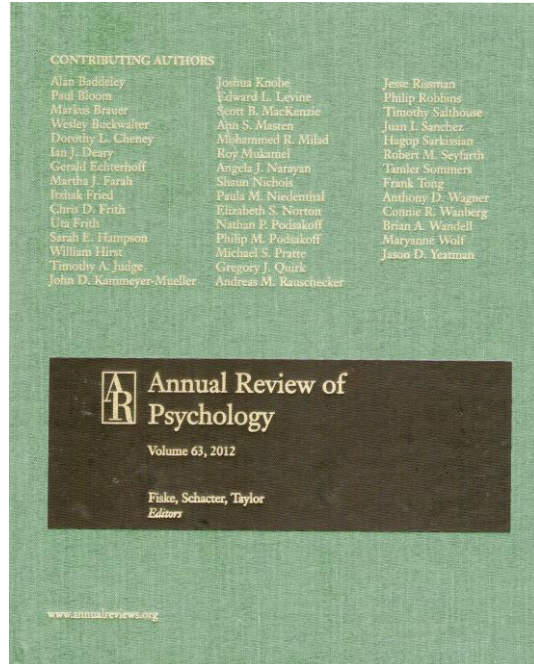 CONTRIBUTING AUTHORS
Alan Baddeley
Paul Bloom
Markus Brauer
Wesley Buckwalter
Dorothy L. Cheney
Ian J. Deary
Gerald Echterhoff
Martha J. Farah
Itzhak Fried
Chris D. Frith
Uta Frith
Sarah E. Hampson
William Hirst
Timothy A. Judge
John D. Kammeyer-Mueller
Joshua Knobe
Edward L. Levine
Scott B. MacKenzie
Ann S. Masten
Mohammed R. Milad
Roy Mukamel
Angela J. Narayan
Shaun Nichols
Paula M. Niedenthal
Elizabeth S. Norton
Nathan P. Podsakoff
Philip M. Podsakoff
Michael S. Pratte
Gregory J. Quirk
Andreas M. Rauschecker
Jesse Rissman
Philip Robbins
Timothy Salthouse
Juan I. Sanchez
Hagop Sarkissian
Robert M. Seyfarth
Tamler Sommers
Frank Tong
Anthony D. Wagner
Connie R. Wanberg
Brian A. Wandell
Maryanne Wolf
Jason D. Yeatman
AR
Annual Review of
Psychology
Volume 63, 2012
Fiske, Schacter, Taylor
Editors
www.annualreviews.org